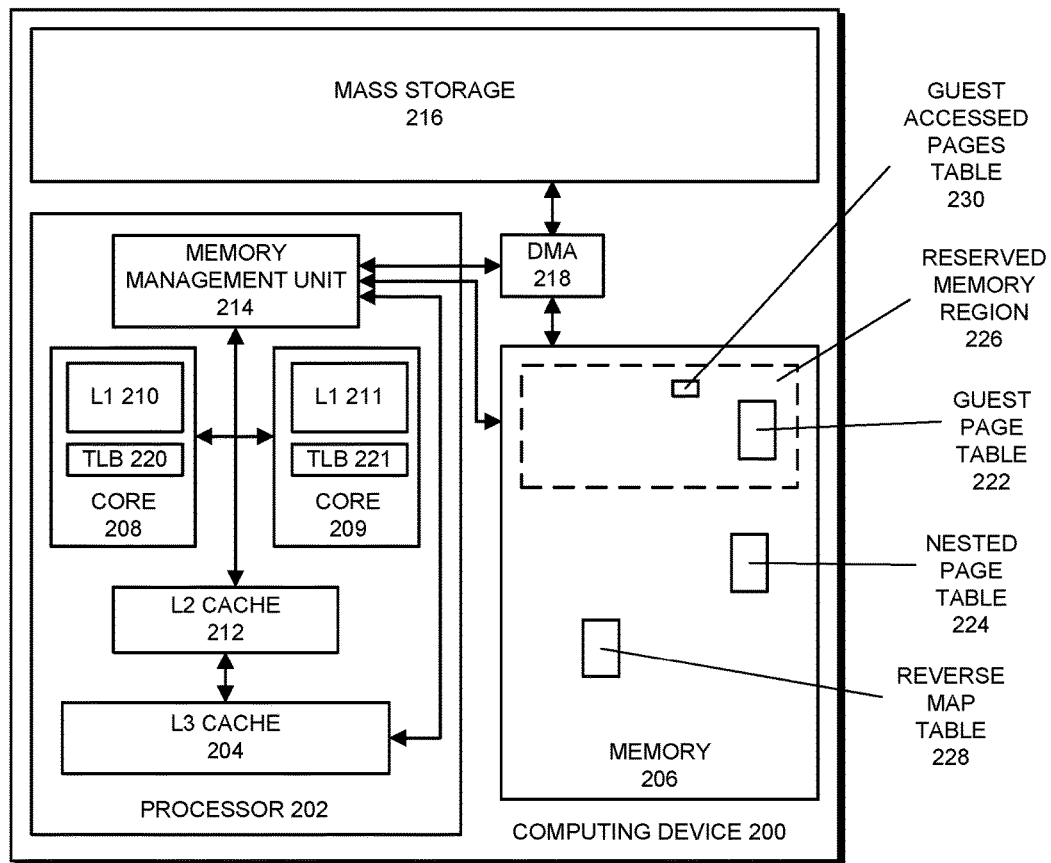 MASS STORAGE
216
MEMORY
MANAGEMENT UNIT
214
DMA
218
L1 210
TLB 220
CORE
208
L1 211
TLB 221
CORE
209
L2 CACHE
212
L3 CACHE
204
PROCESSOR 202
MEMORY
206
COMPUTING DEVICE 200
GUEST
ACCESSED
PAGES
TABLE
230
RESERVED
MEMORY
REGION
226
GUEST
PAGE
TABLE
222
NESTED
PAGE
TABLE
224
REVERSE
MAP
TABLE
228